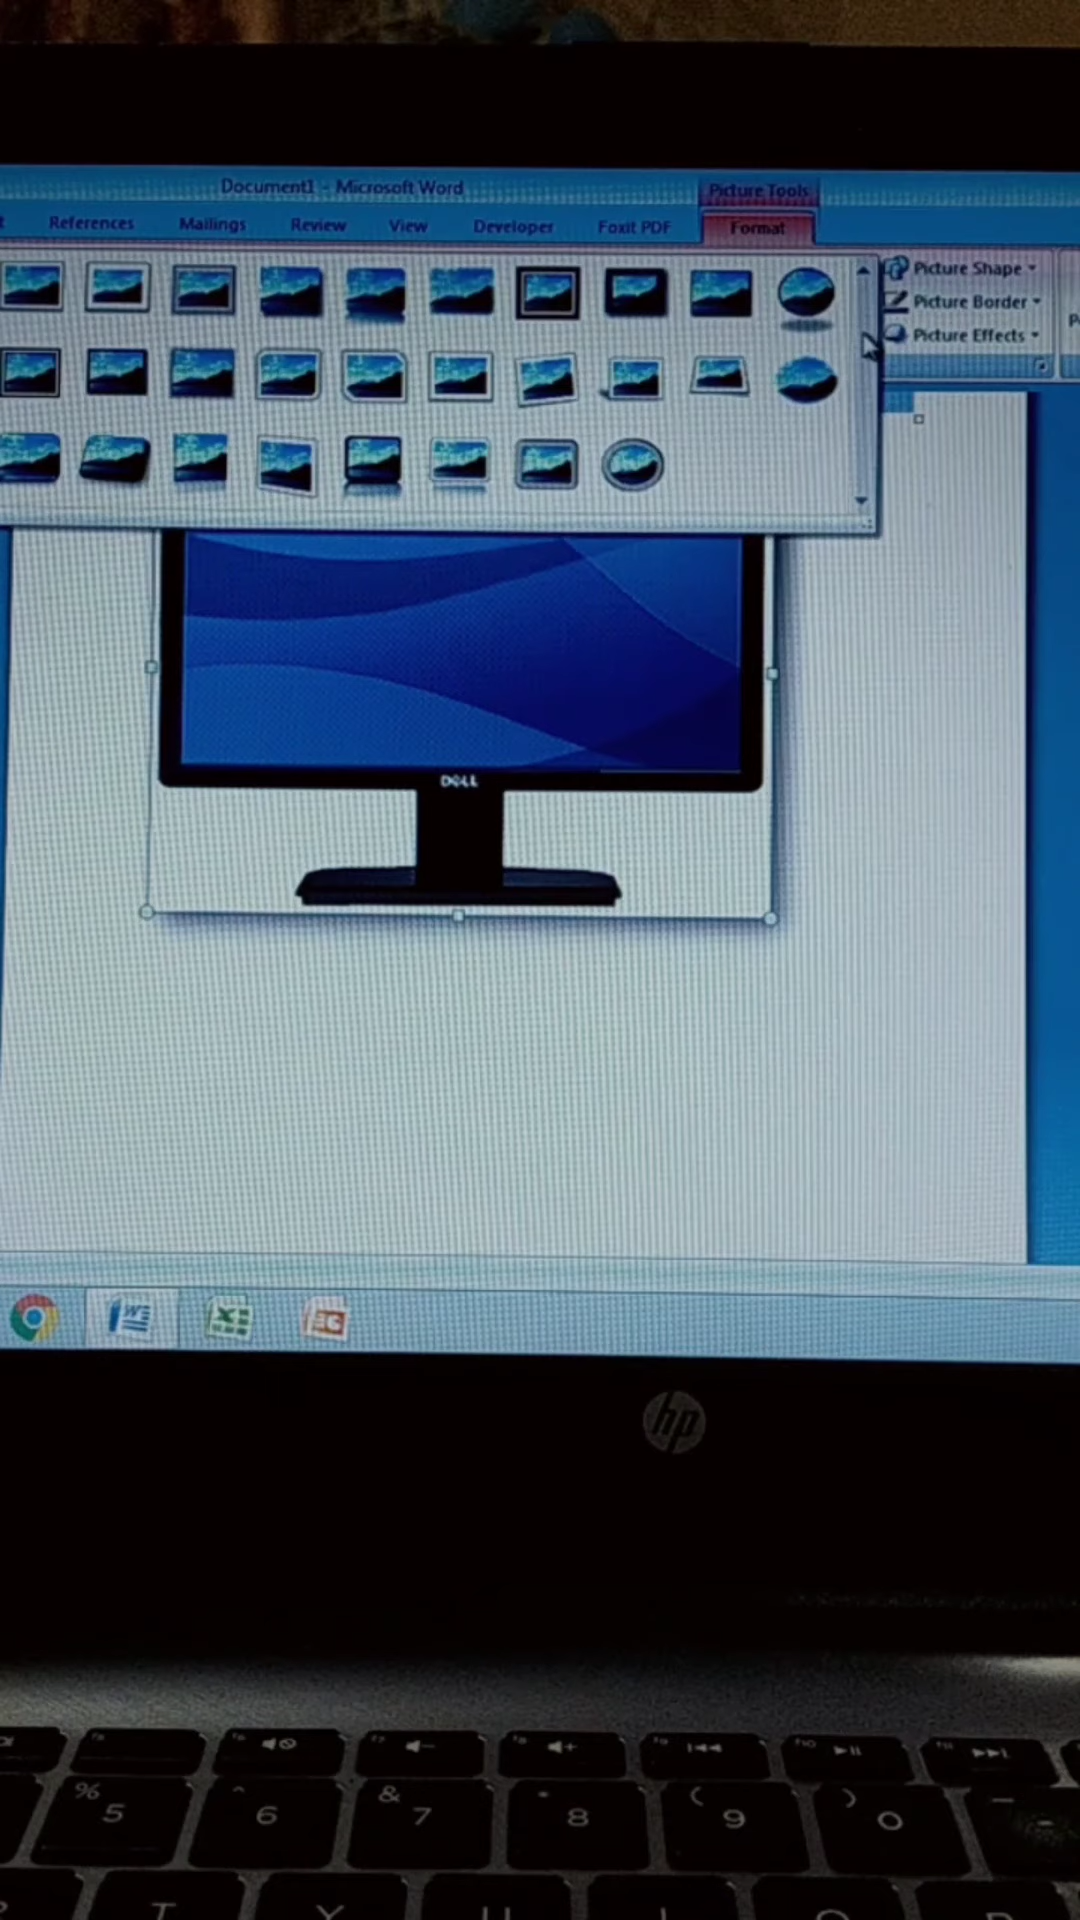 Document1 - Microsoft Word
Picture Tools
References Mailings Review View Developer Foxit PDF Format
Picture Shape
Picture Border
Picture Effects
DELL
hp
% 5 ^ 6 & 7 * 8 ( 9 ) 0
T Y U